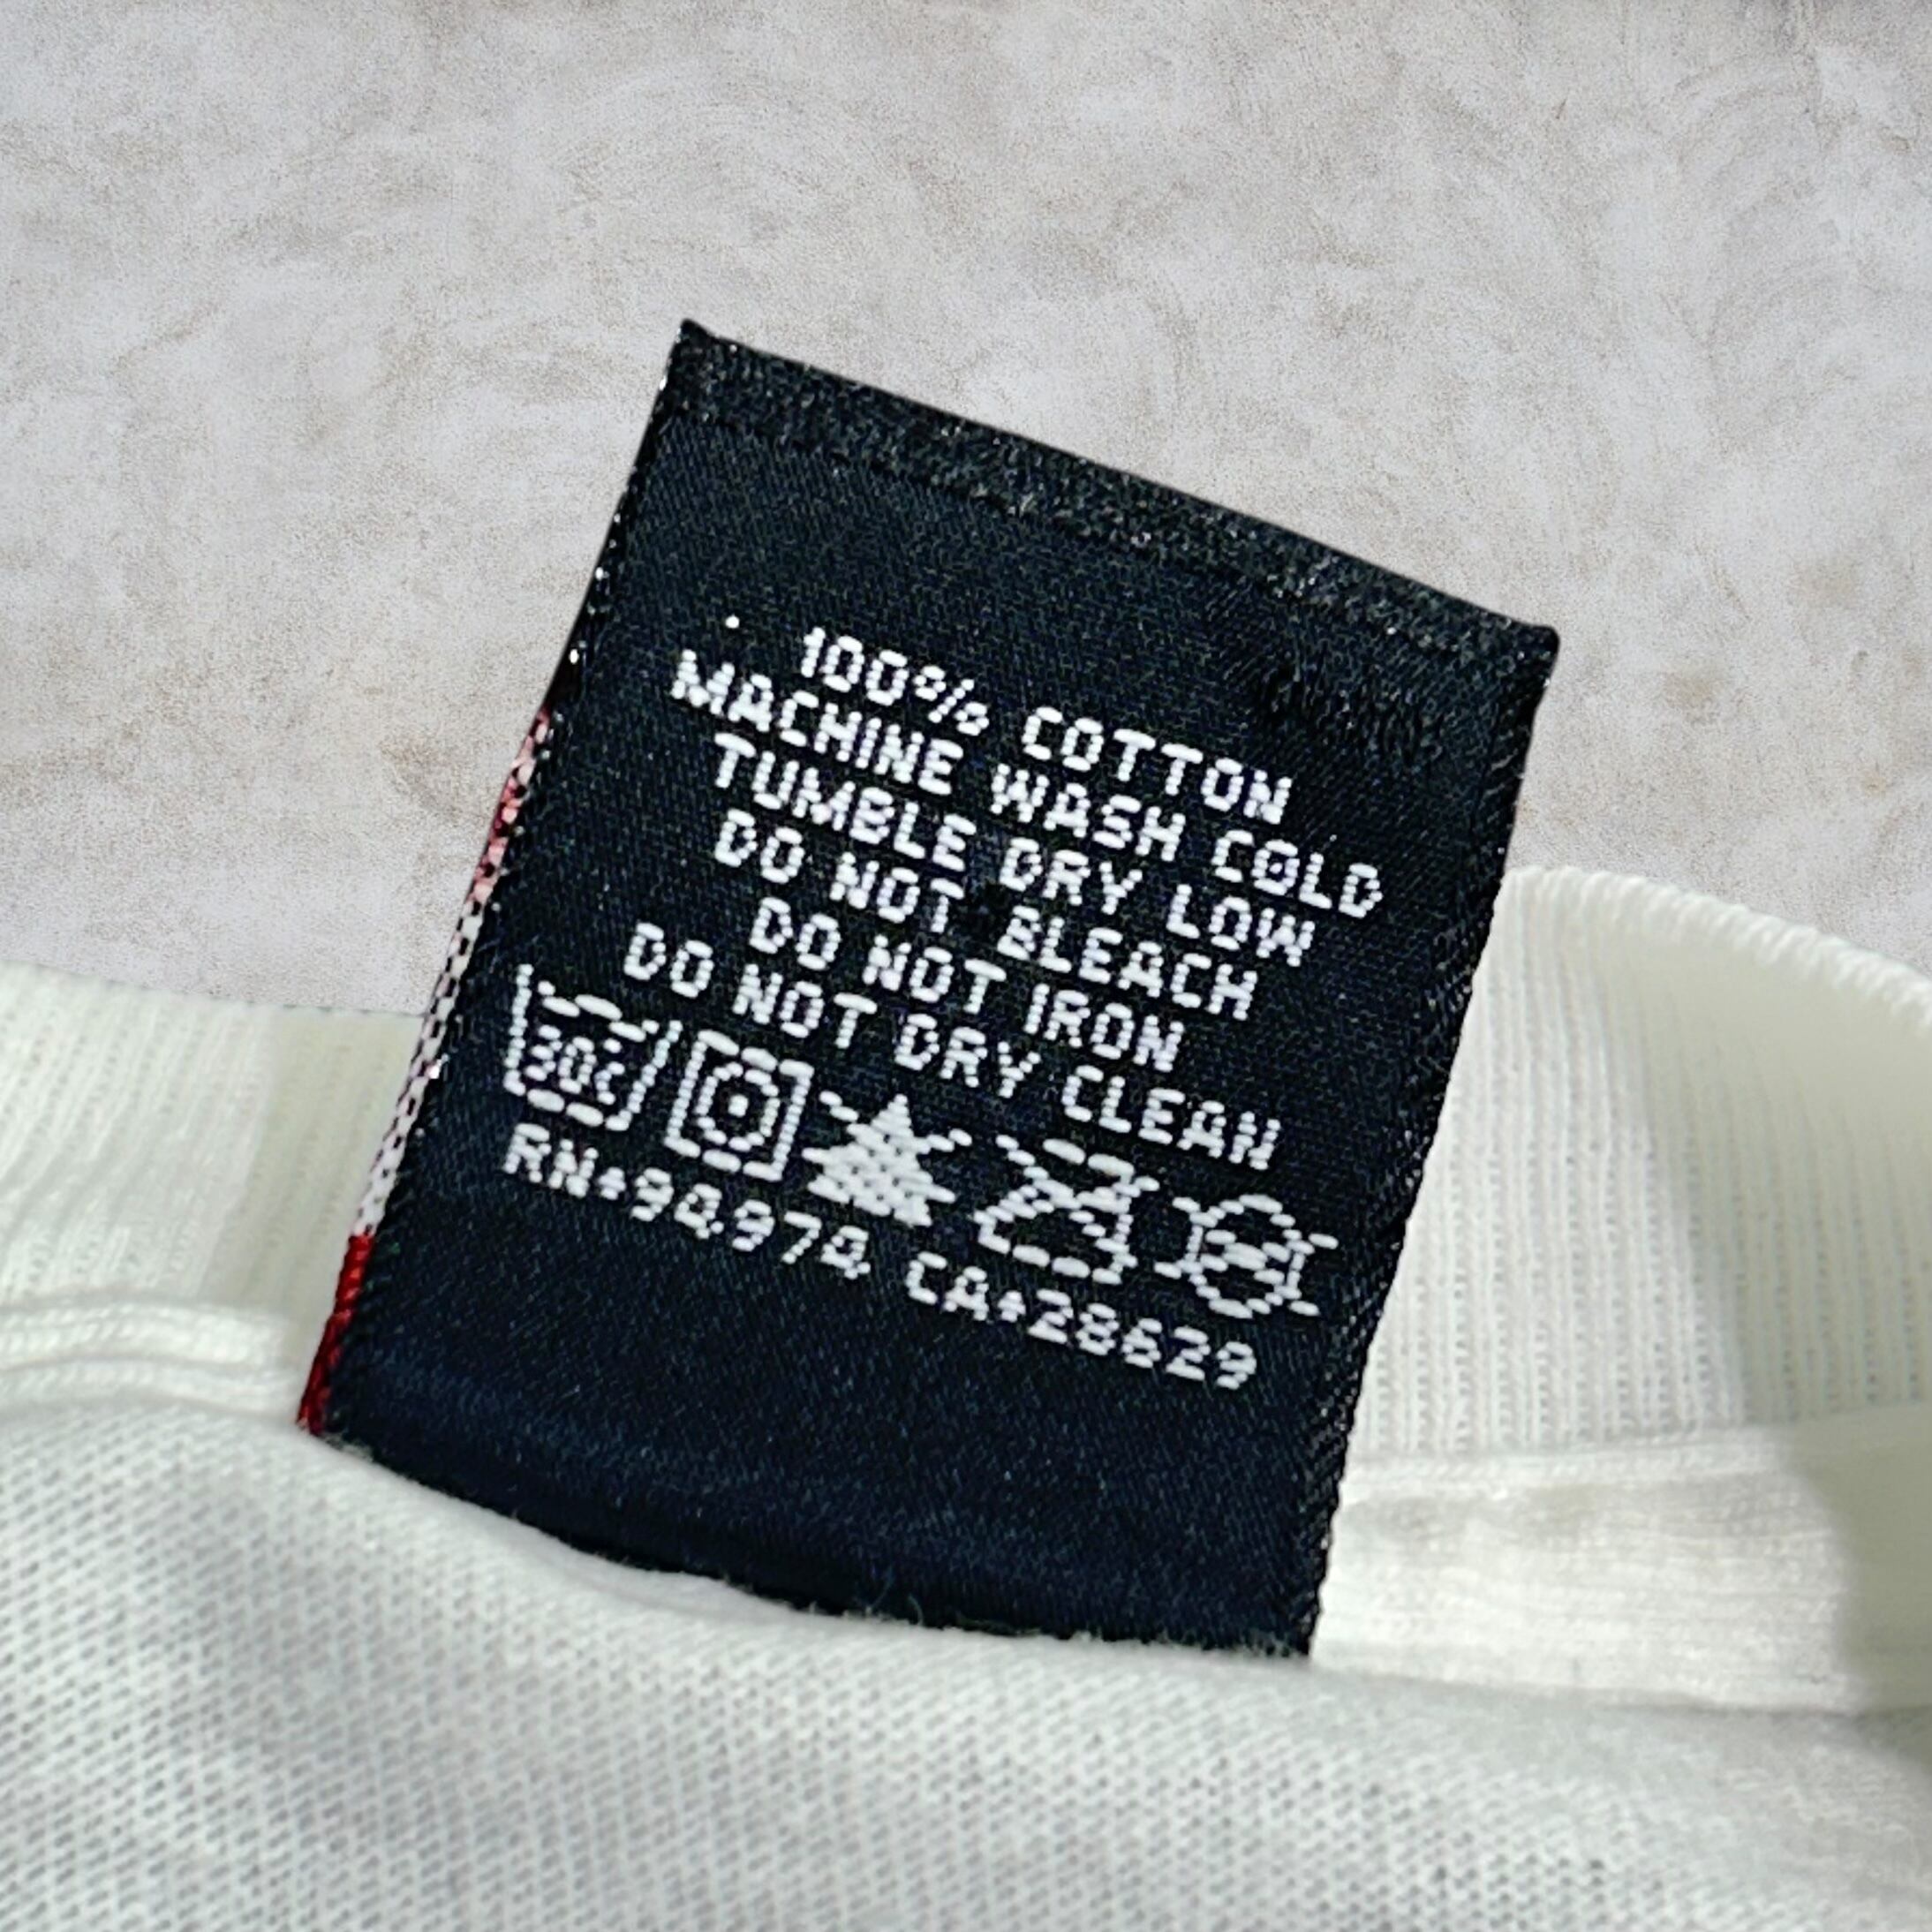 100% COTTON
MACHINE WASH COLD
TUMBLE DRY LOW
DO NOT BLEACH
DO NOT IRON
DO NOT DRY CLEAN
30°C
RN#94974 CA#28629